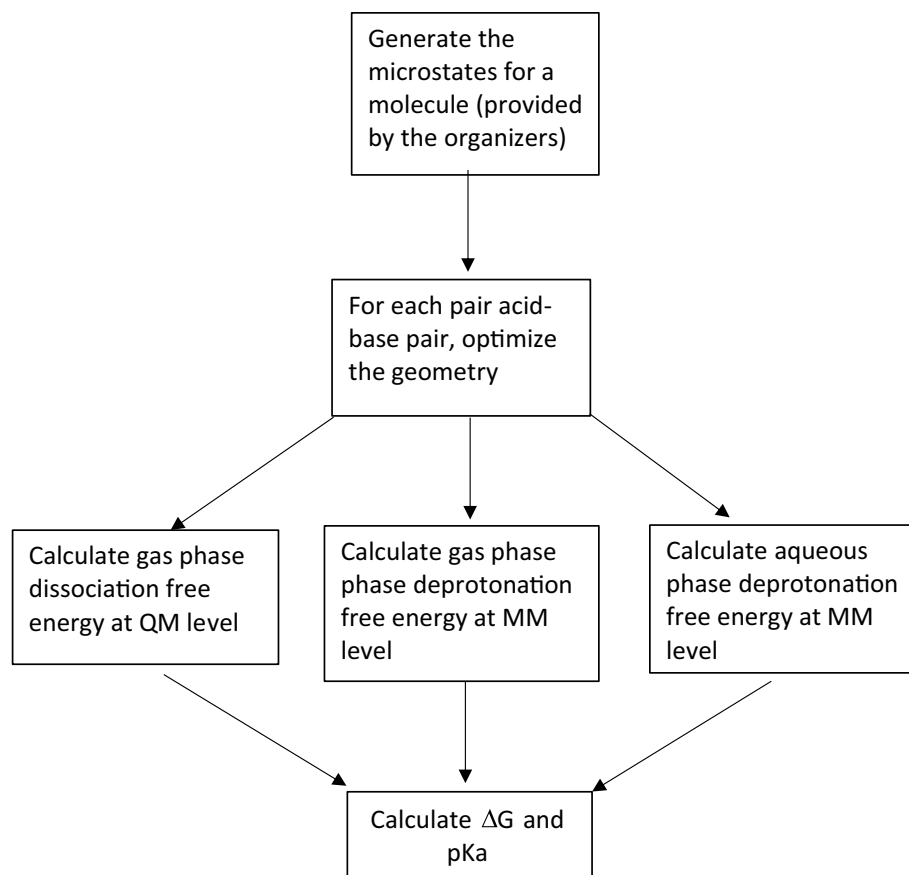 Generate the
microstates for a
molecule (provided
by the organizers)
For each pair acid-
base pair, optimize
the geometry
Calculate gas phase
dissociation free
energy at QM level
Calculate gas phase
phase deprotonation
free energy at MM
level
Calculate aqueous
phase deprotonation
free energy at MM
level
Calculate ΔG and
pKa